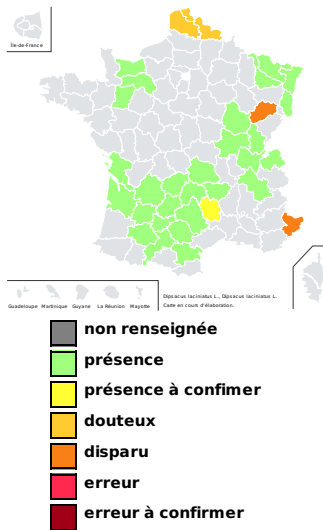 Île-de-France
Guadeloupe Martinique Guyane La Réunion Mayotte
Dipsacus laciniatus L., Dipsacus laciniatus L.
Carte en cours d'élaboration.
non renseignée
présence
présence à confimer
douteux
disparu
erreur
erreur à confirmer